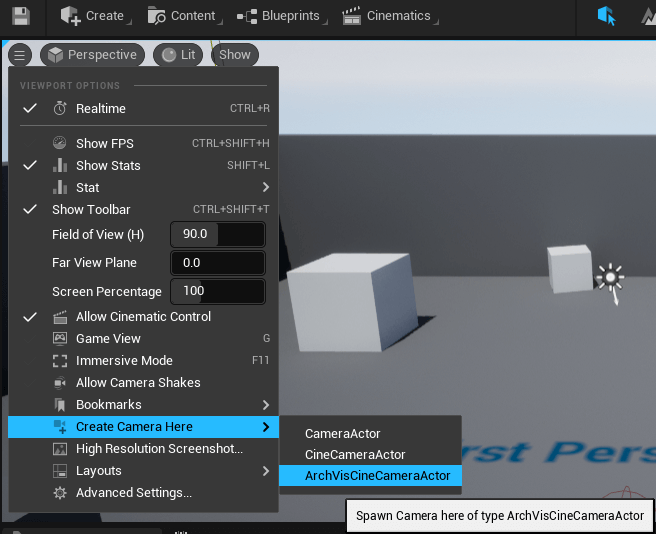 Create
Content
Blueprints
Cinematics
Perspective
Lit
Show
VIEWPORT OPTIONS
Realtime CTRL+R
Show FPS CTRL+SHIFT+H
Show Stats SHIFT+L
Stat
Show Toolbar CTRL+SHIFT+T
Field of View (H) 90.0
Far View Plane 0.0
Screen Percentage 100
Allow Cinematic Control
Game View G
Immersive Mode F11
Allow Camera Shakes
Bookmarks
Create Camera Here
High Resolution Screenshot...
Layouts
Advanced Settings...
CameraActor
CineCameraActor
ArchVisCineCameraActor
rst Pers
Spawn Camera here of type ArchVisCineCameraActor